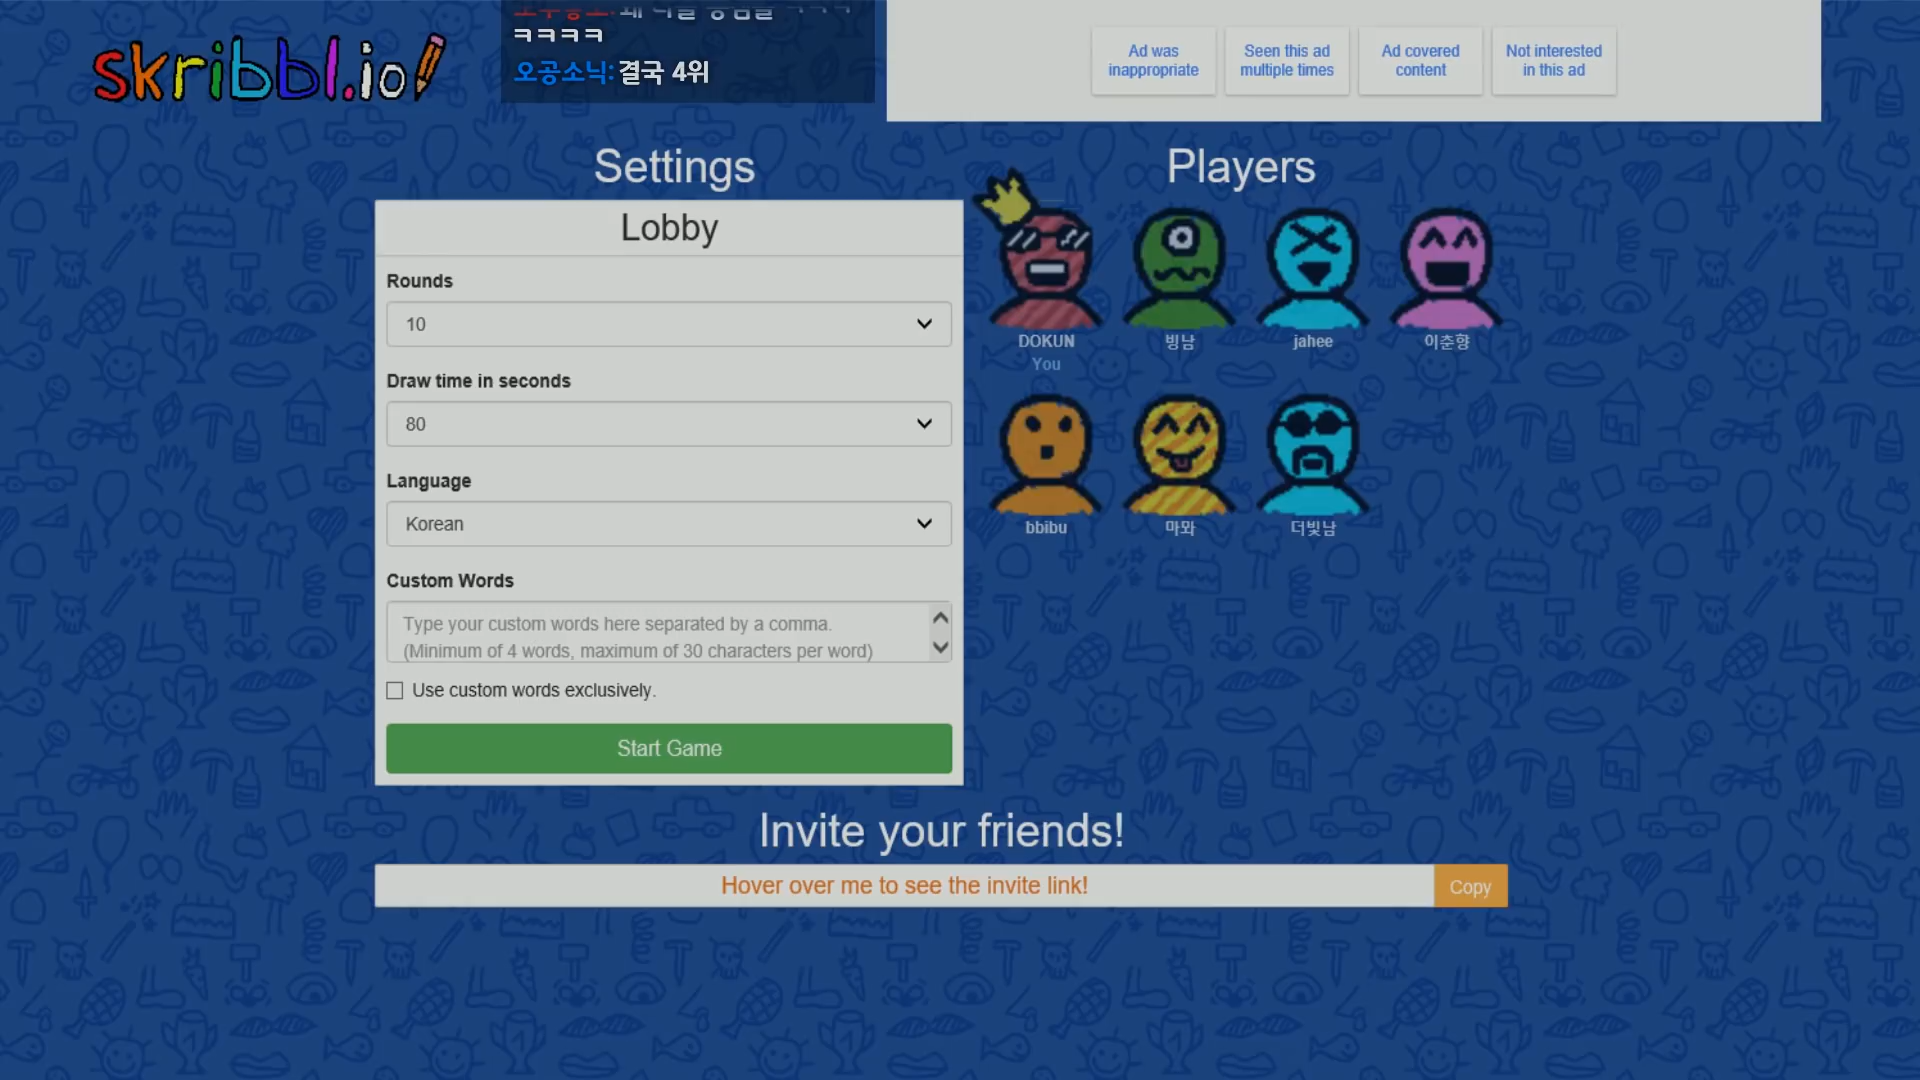 skribbl.io
ㅋㅋㅋㅋ
오공소닉: 결국 4위
Ad was
inappropriate
Seen this ad
multiple times
Ad covered
content
Not interested
in this ad
Settings
Players
Lobby
Rounds
10
Draw time in seconds
80
Language
Korean
Custom Words
Type your custom words here separated by a comma.
(Minimum of 4 words, maximum of 30 characters per word)
Use custom words exclusively.
Start Game
DOKUN
You
빙남
jahee
이춘향
bbibu
마꽈
더빛남
Invite your friends!
Hover over me to see the invite link!
Copy